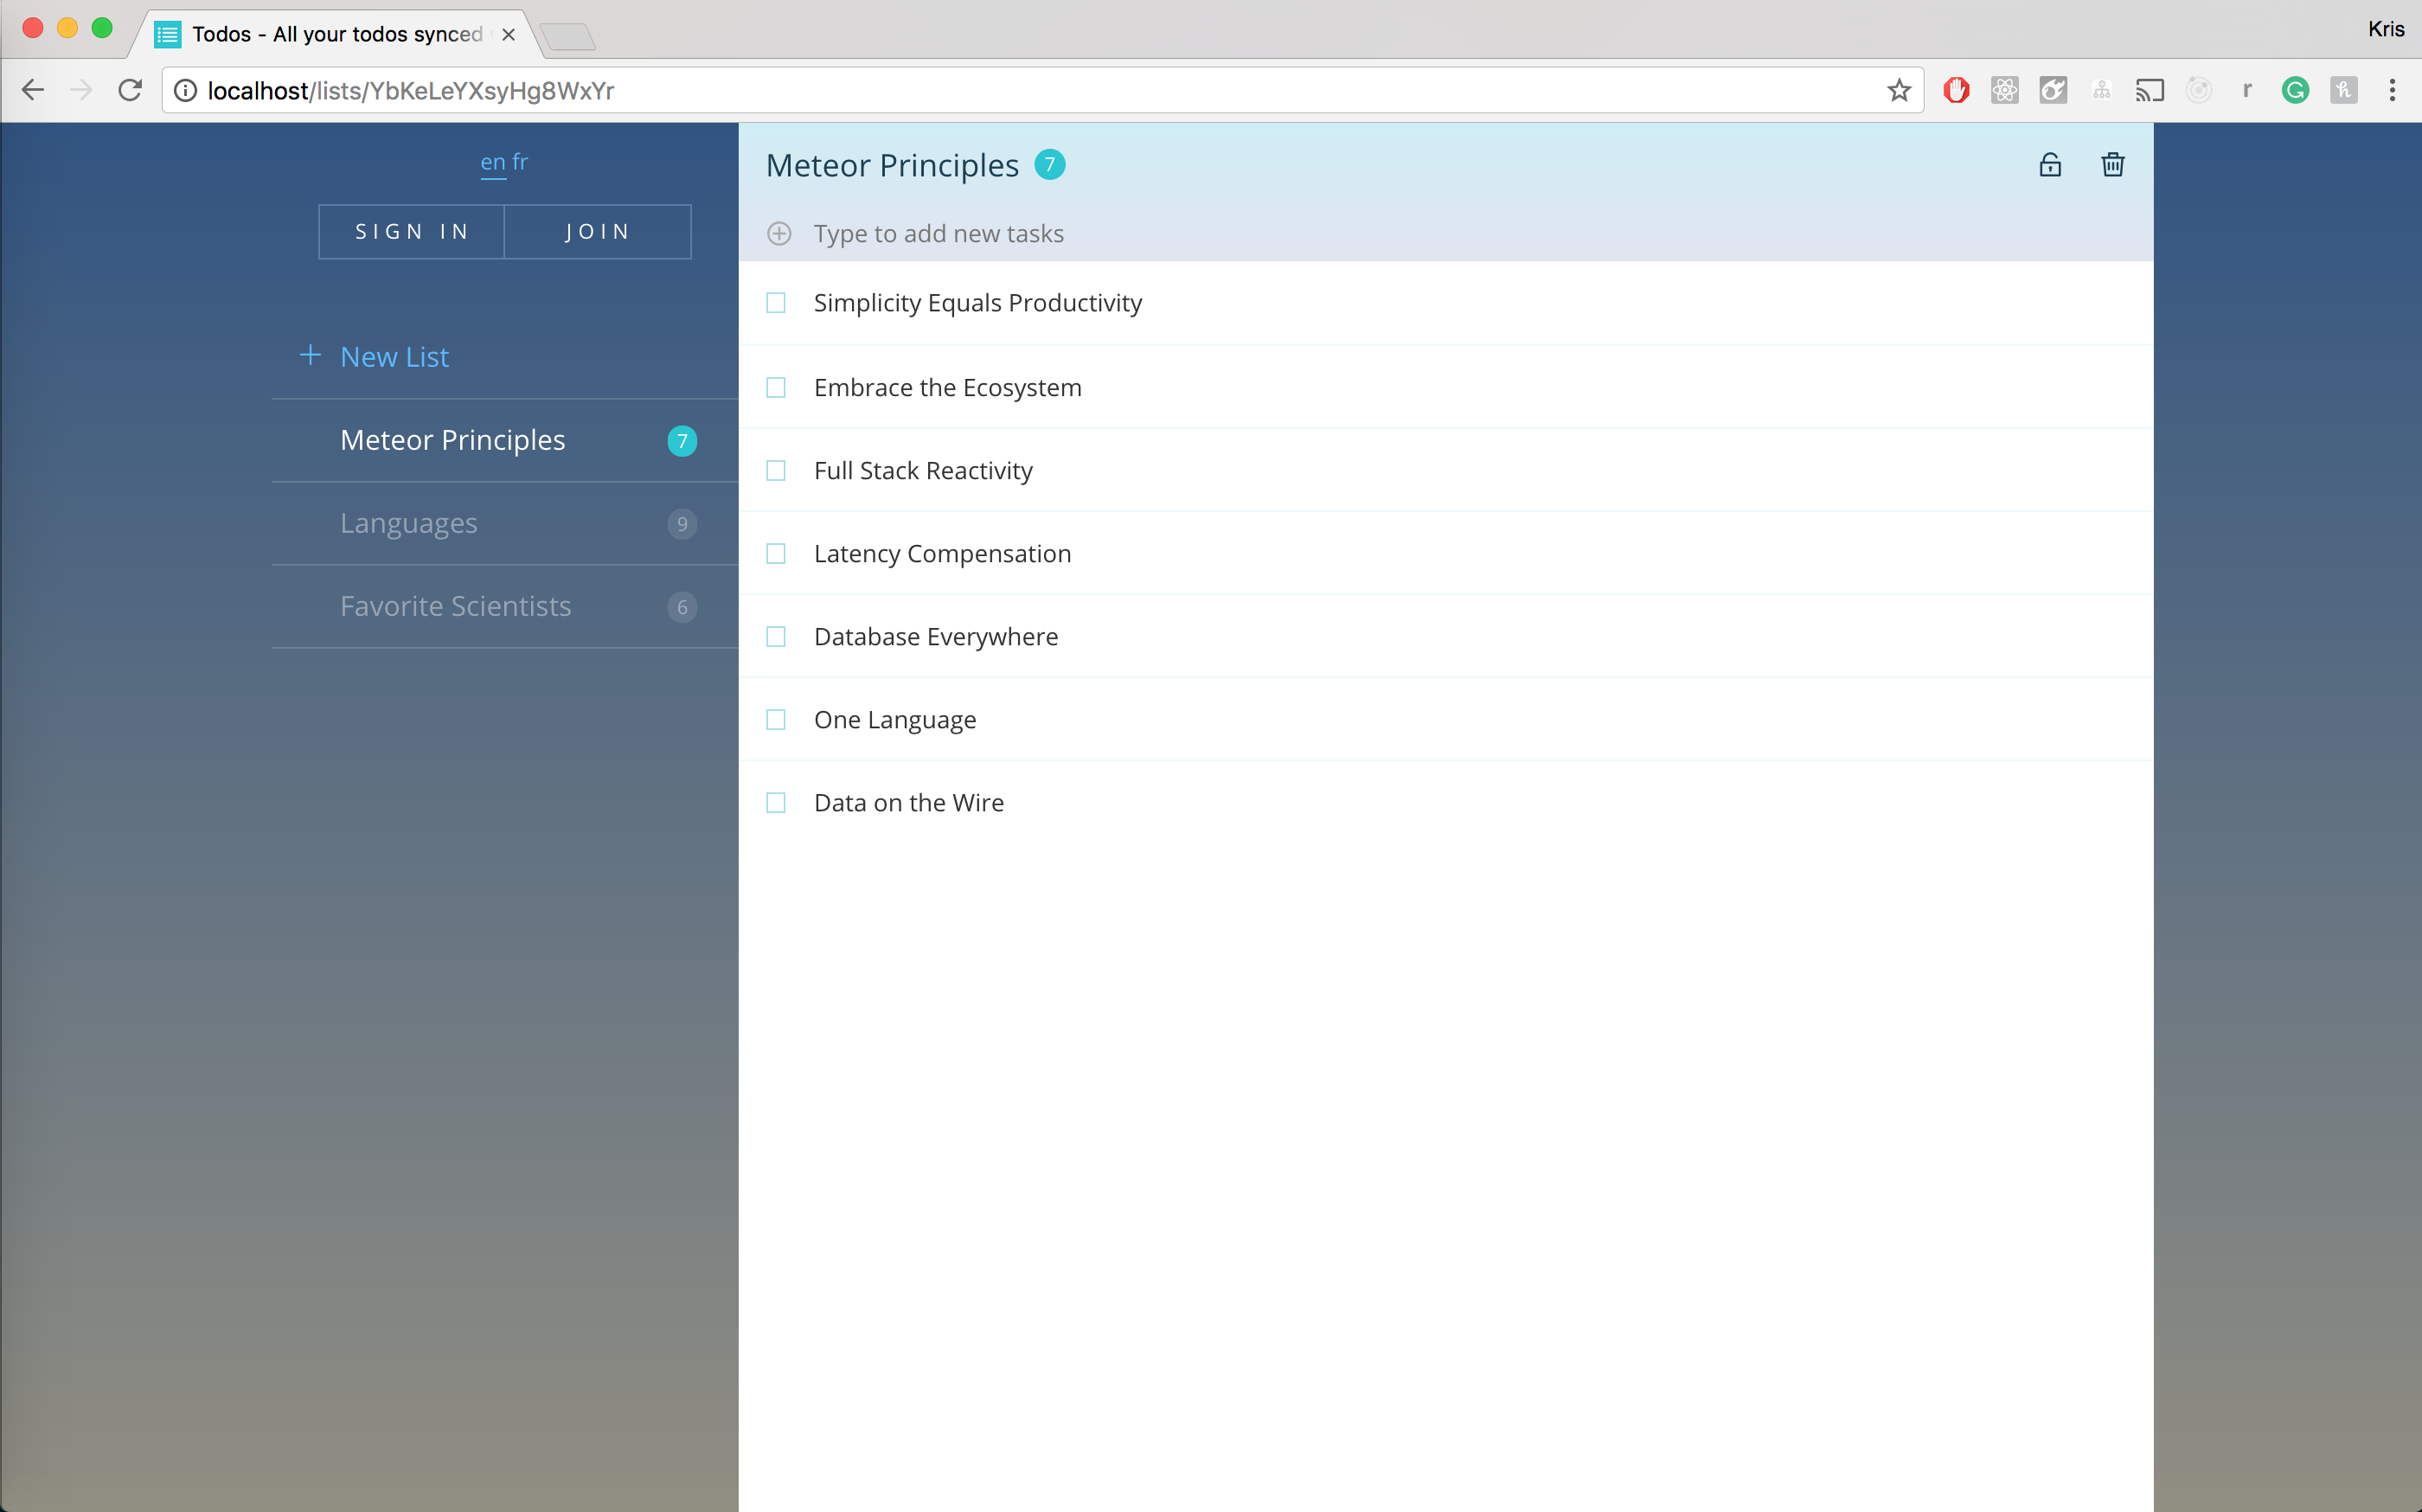 Todos - All your todos synced
Kris
localhost/lists/YbKeLeYXsyHg8WxYr
r
G
h
en fr
SIGN IN
JOIN
New List
Meteor Principles 7
Languages 9
Favorite Scientists 6
Meteor Principles 7
Type to add new tasks
Simplicity Equals Productivity
Embrace the Ecosystem
Full Stack Reactivity
Latency Compensation
Database Everywhere
One Language
Data on the Wire